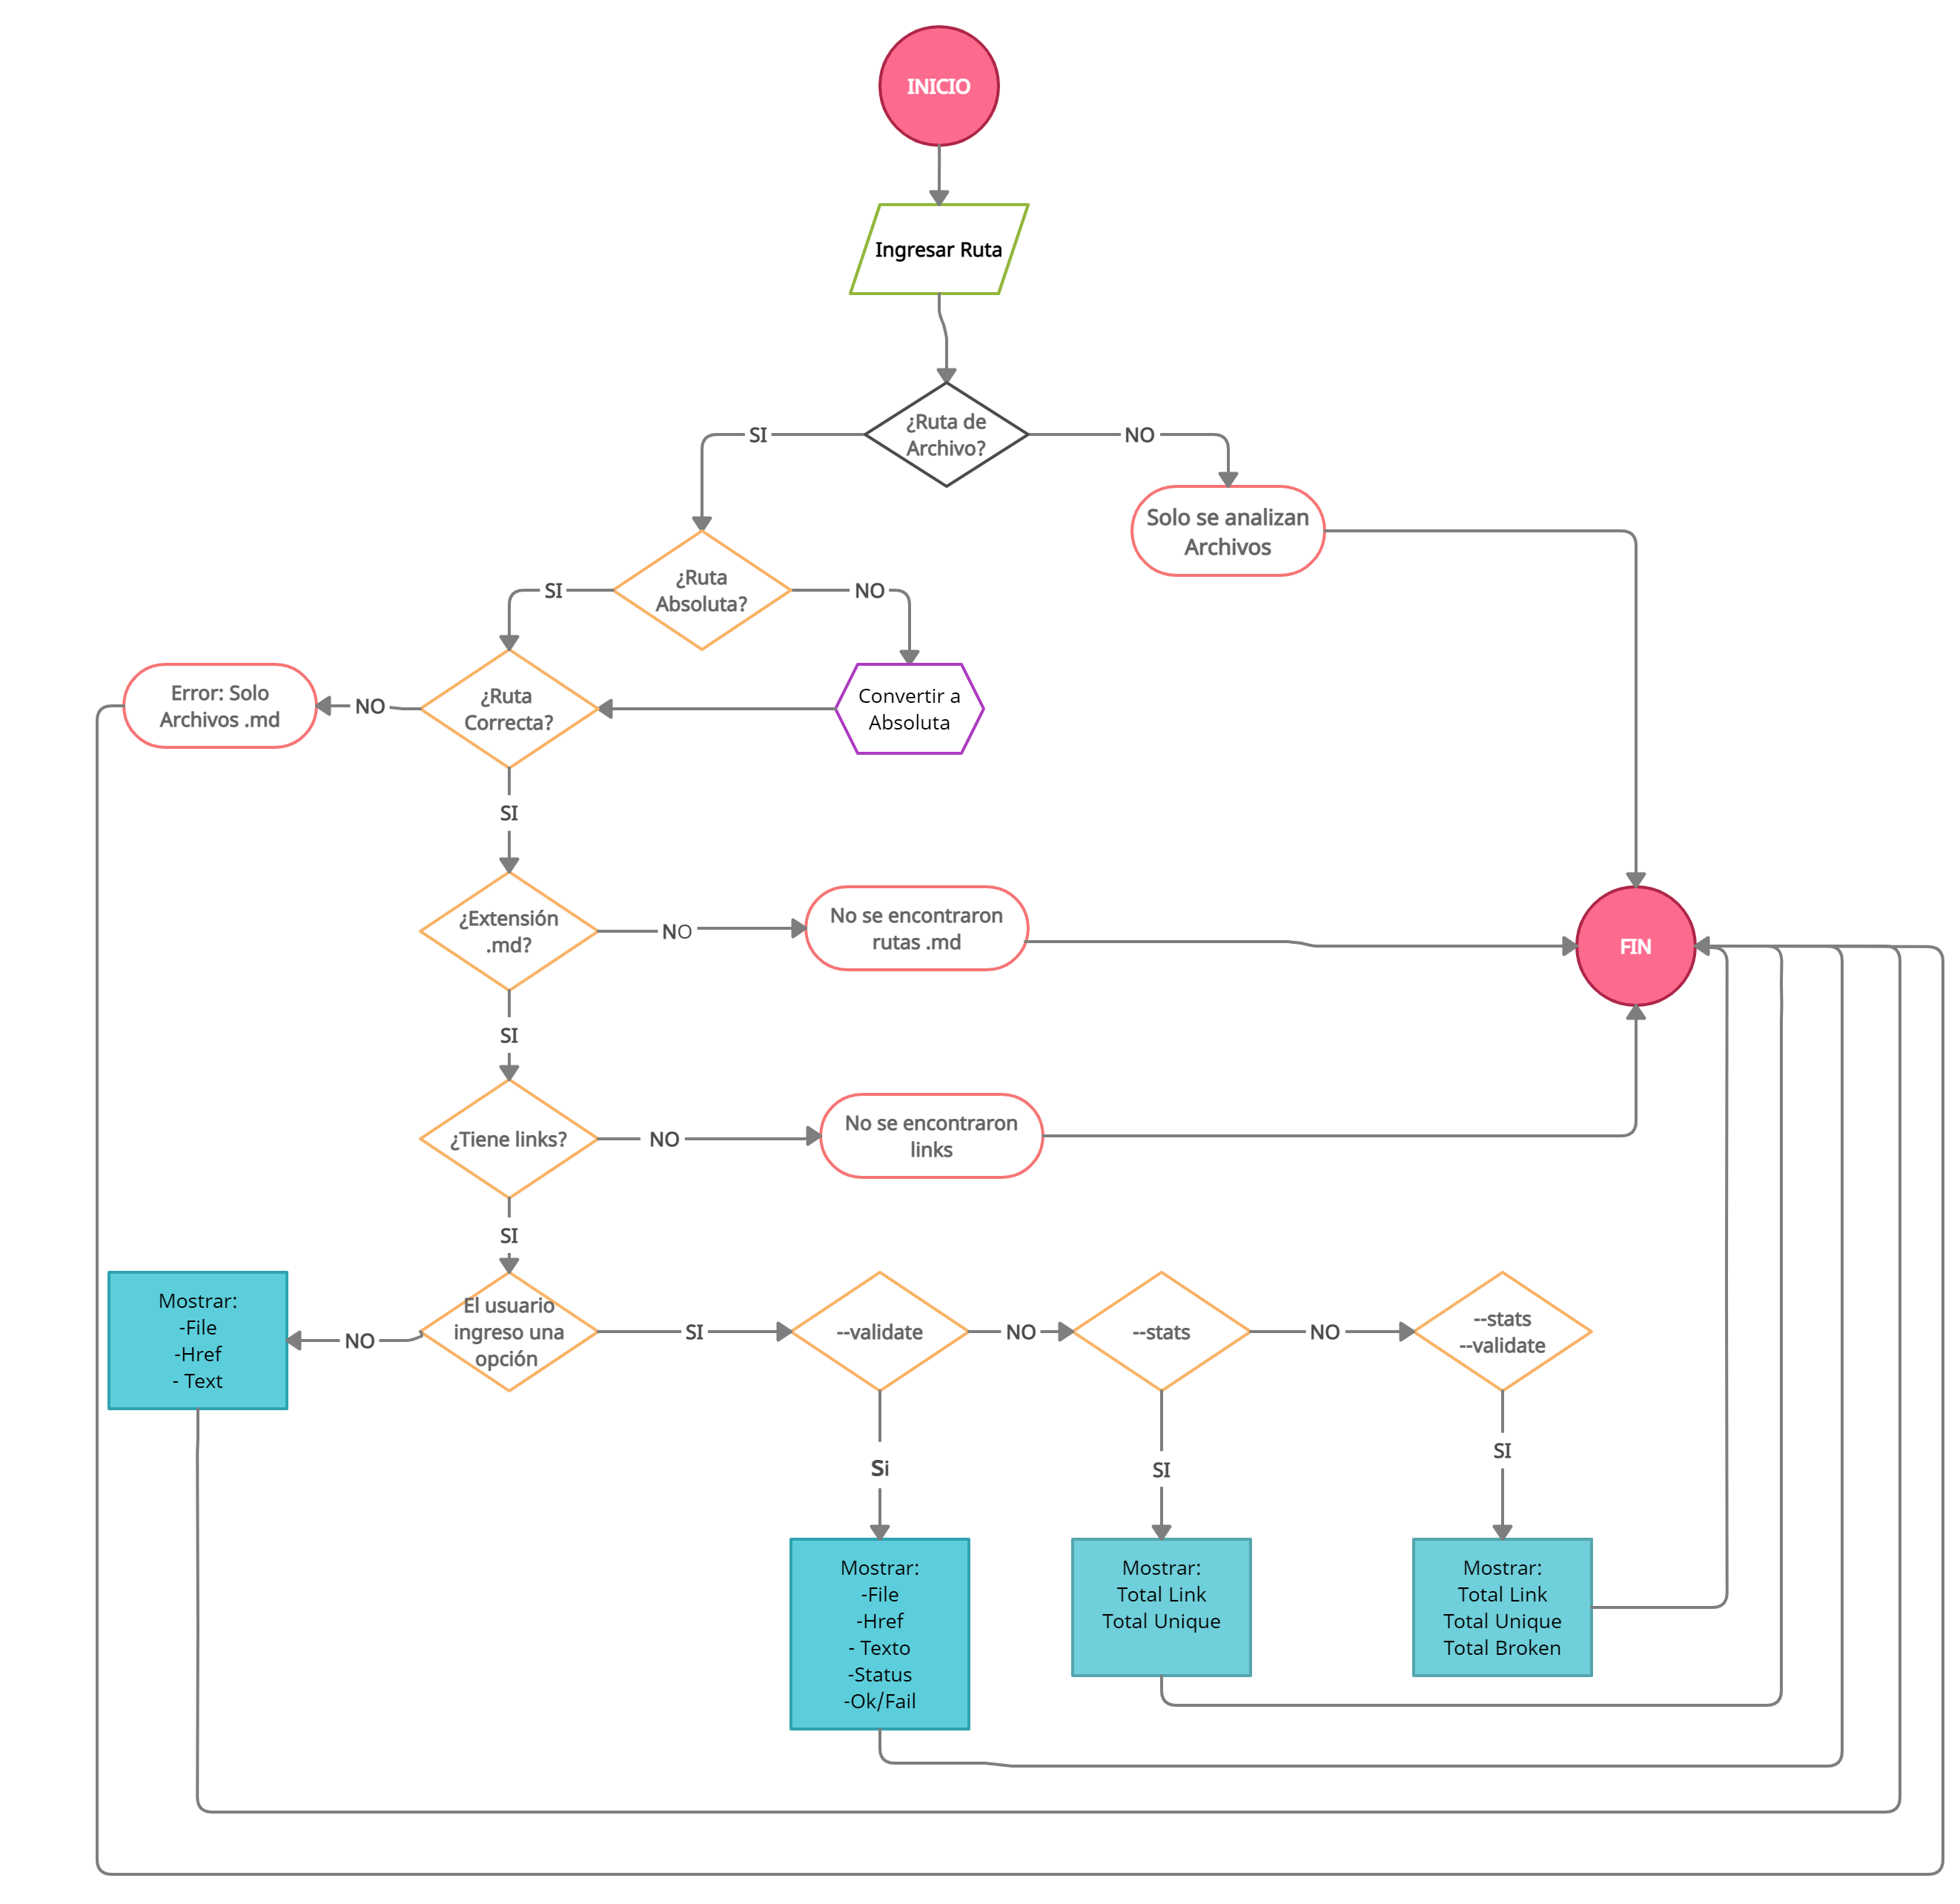 INICIO
Ingresar Ruta
¿Ruta de
Archivo?
SI
NO
Solo se analizan
Archivos
¿Ruta
Absoluta?
SI
NO
Error: Solo
Archivos .md
NO
¿Ruta
Correcta?
Convertir a
Absoluta
SI
¿Extensión
.md?
NO
No se encontraron
rutas .md
FIN
SI
¿Tiene links?
NO
No se encontraron
links
SI
Mostrar:
-File
-Href
- Text
NO
El usuario
ingreso una
opción
SI
--validate
NO
--stats
NO
--stats
--validate
Si
SI
SI
Mostrar:
-File
-Href
- Texto
-Status
-Ok/Fail
Mostrar:
Total Link
Total Unique
Mostrar:
Total Link
Total Unique
Total Broken